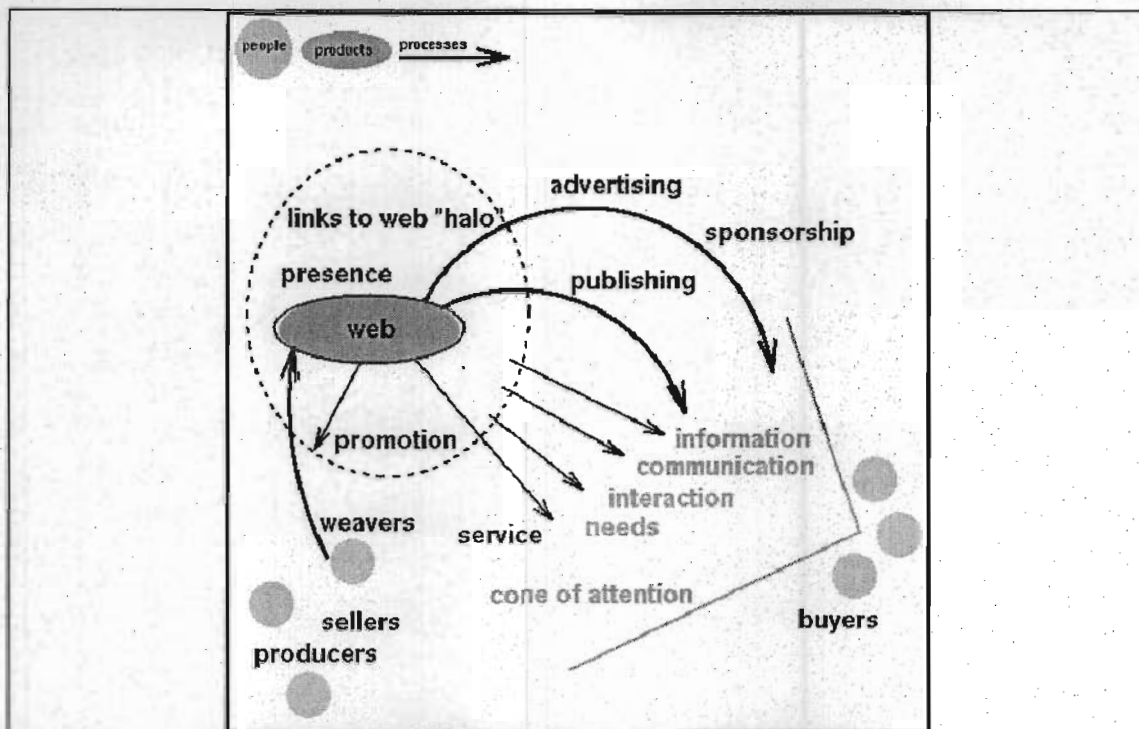 people
products
processes
advertising
sponsorship
links to web "halo"
presence
publishing
web
promotion
information
communication
interaction
needs
service
weavers
cone of attention
sellers
producers
buyers